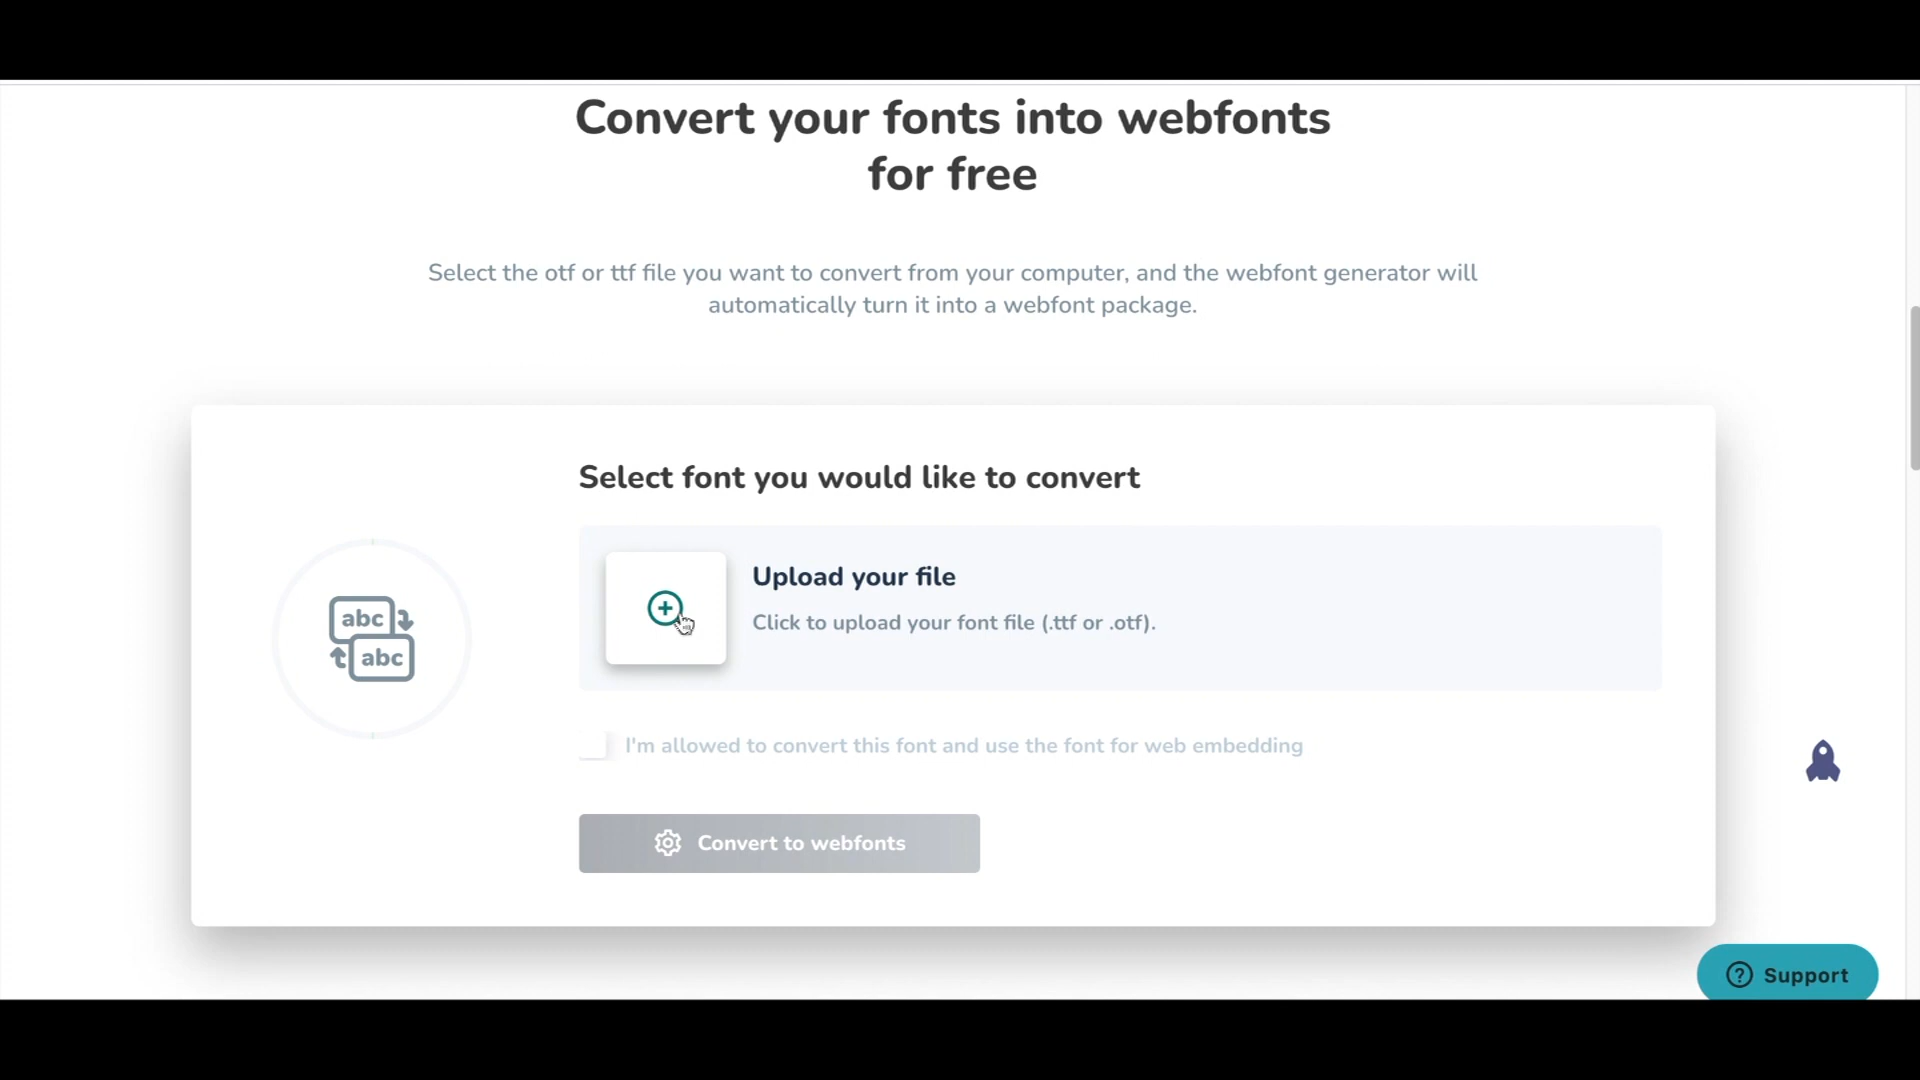 Convert your fonts into webfonts
for free
Select the otf or ttf file you want to convert from your computer, and the webfont generator will
automatically turn it into a webfont package.
Select font you would like to convert
abc
abc
Upload your file
Click to upload your font file (.ttf or .otf).
I'm allowed to convert this font and use the font for web embedding
Convert to webfonts
? Support